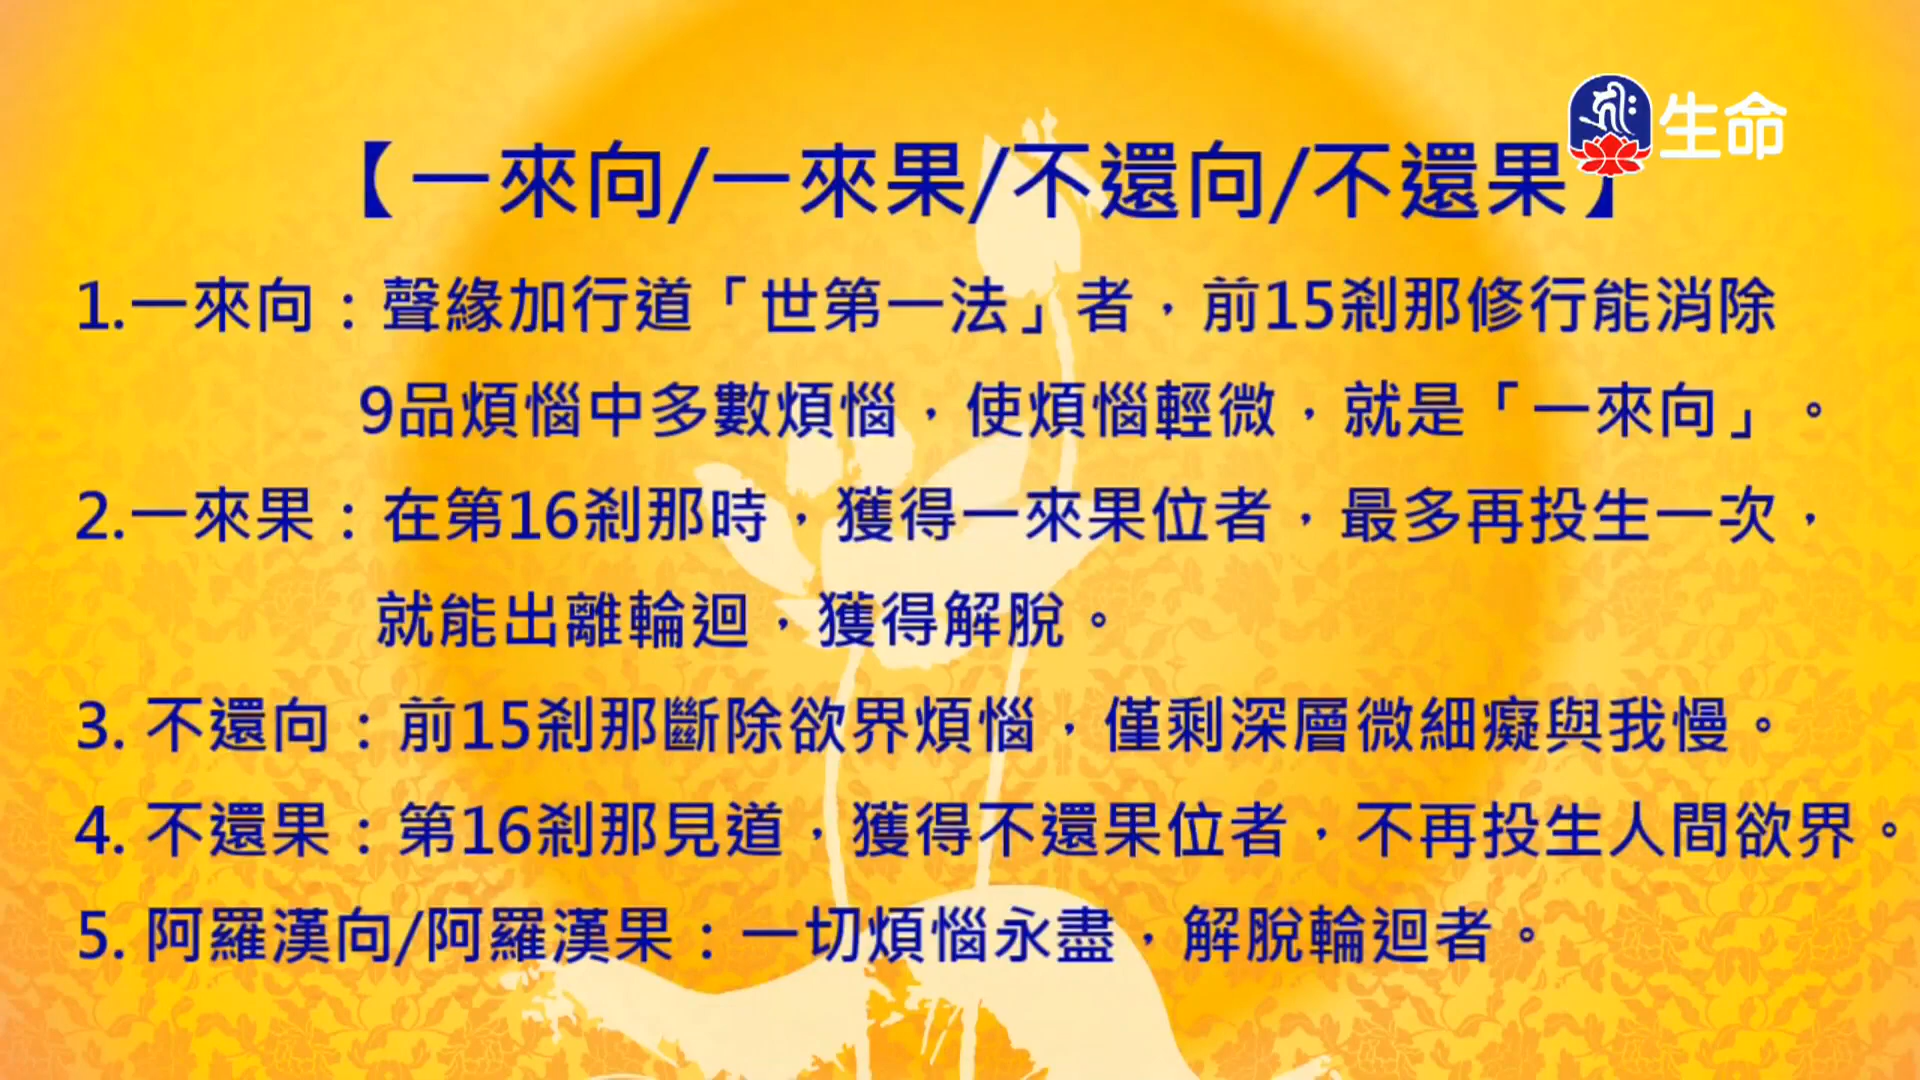 生命
【一來向/一來果/不還向/不還果】
1.一來向：聲緣加行道「世第一法」者，前15剎那修行能消除
9品煩惱中多數煩惱，使煩惱輕微，就是「一來向」。
2.一來果：在第16剎那時，獲得一來果位者，最多再投生一次，
就能出離輪迴，獲得解脫。
3. 不還向：前15剎那斷除欲界煩惱，僅剩深層微細癡與我慢。
4. 不還果：第16剎那見道，獲得不還果位者，不再投生人間欲界。
5. 阿羅漢向/阿羅漢果：一切煩惱永盡，解脫輪迴者。